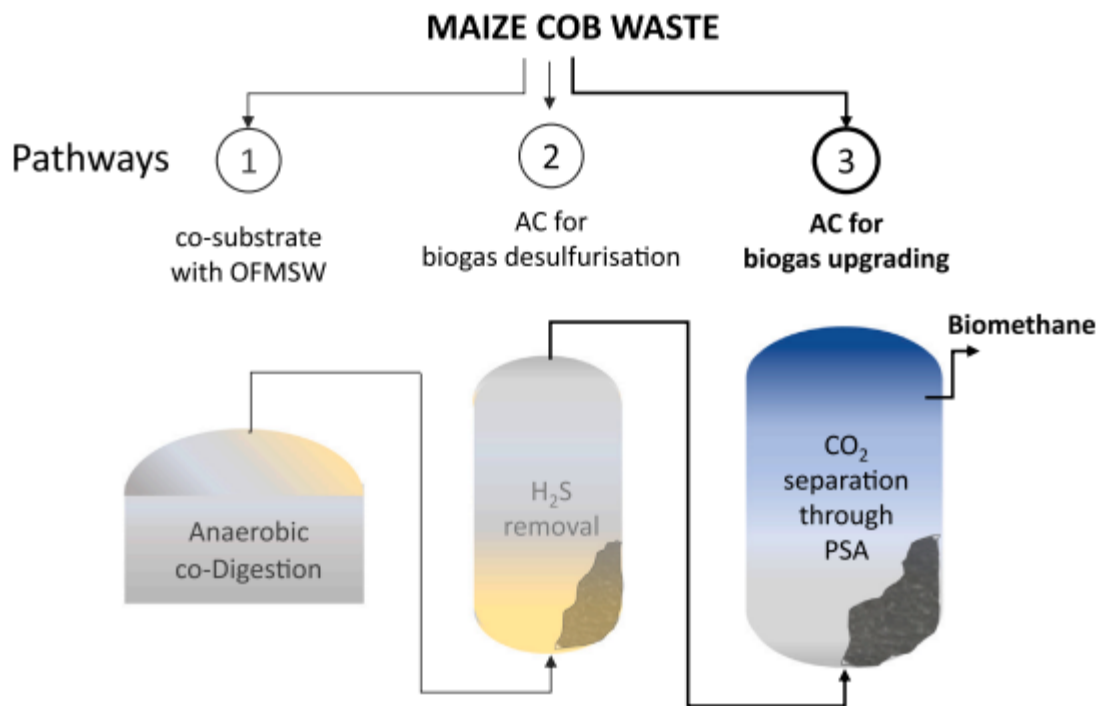 MAIZE COB WASTE
Pathways
1
2
3
co-substrate
with OFMSW
AC for
biogas desulfurisation
AC for
biogas upgrading
Biomethane
Anaerobic
co-Digestion
H₂S
removal
CO₂
separation
through
PSA